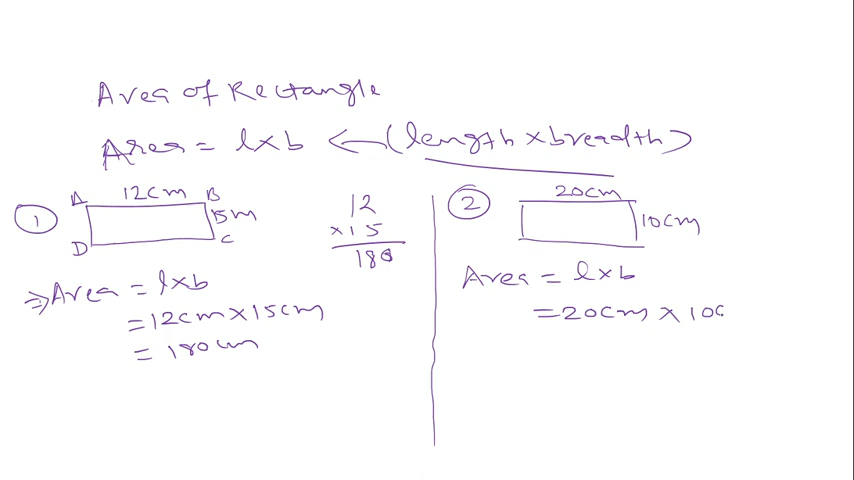 Area of Rectangle
Area = l×b ← (length × breadth)
1
A 12cm B
15m
D C
12
×15
180
⇒ Area = l×b
= 12cm × 15cm
= 180cm
2
20cm
10cm
Area = l×b
= 20cm × 10c